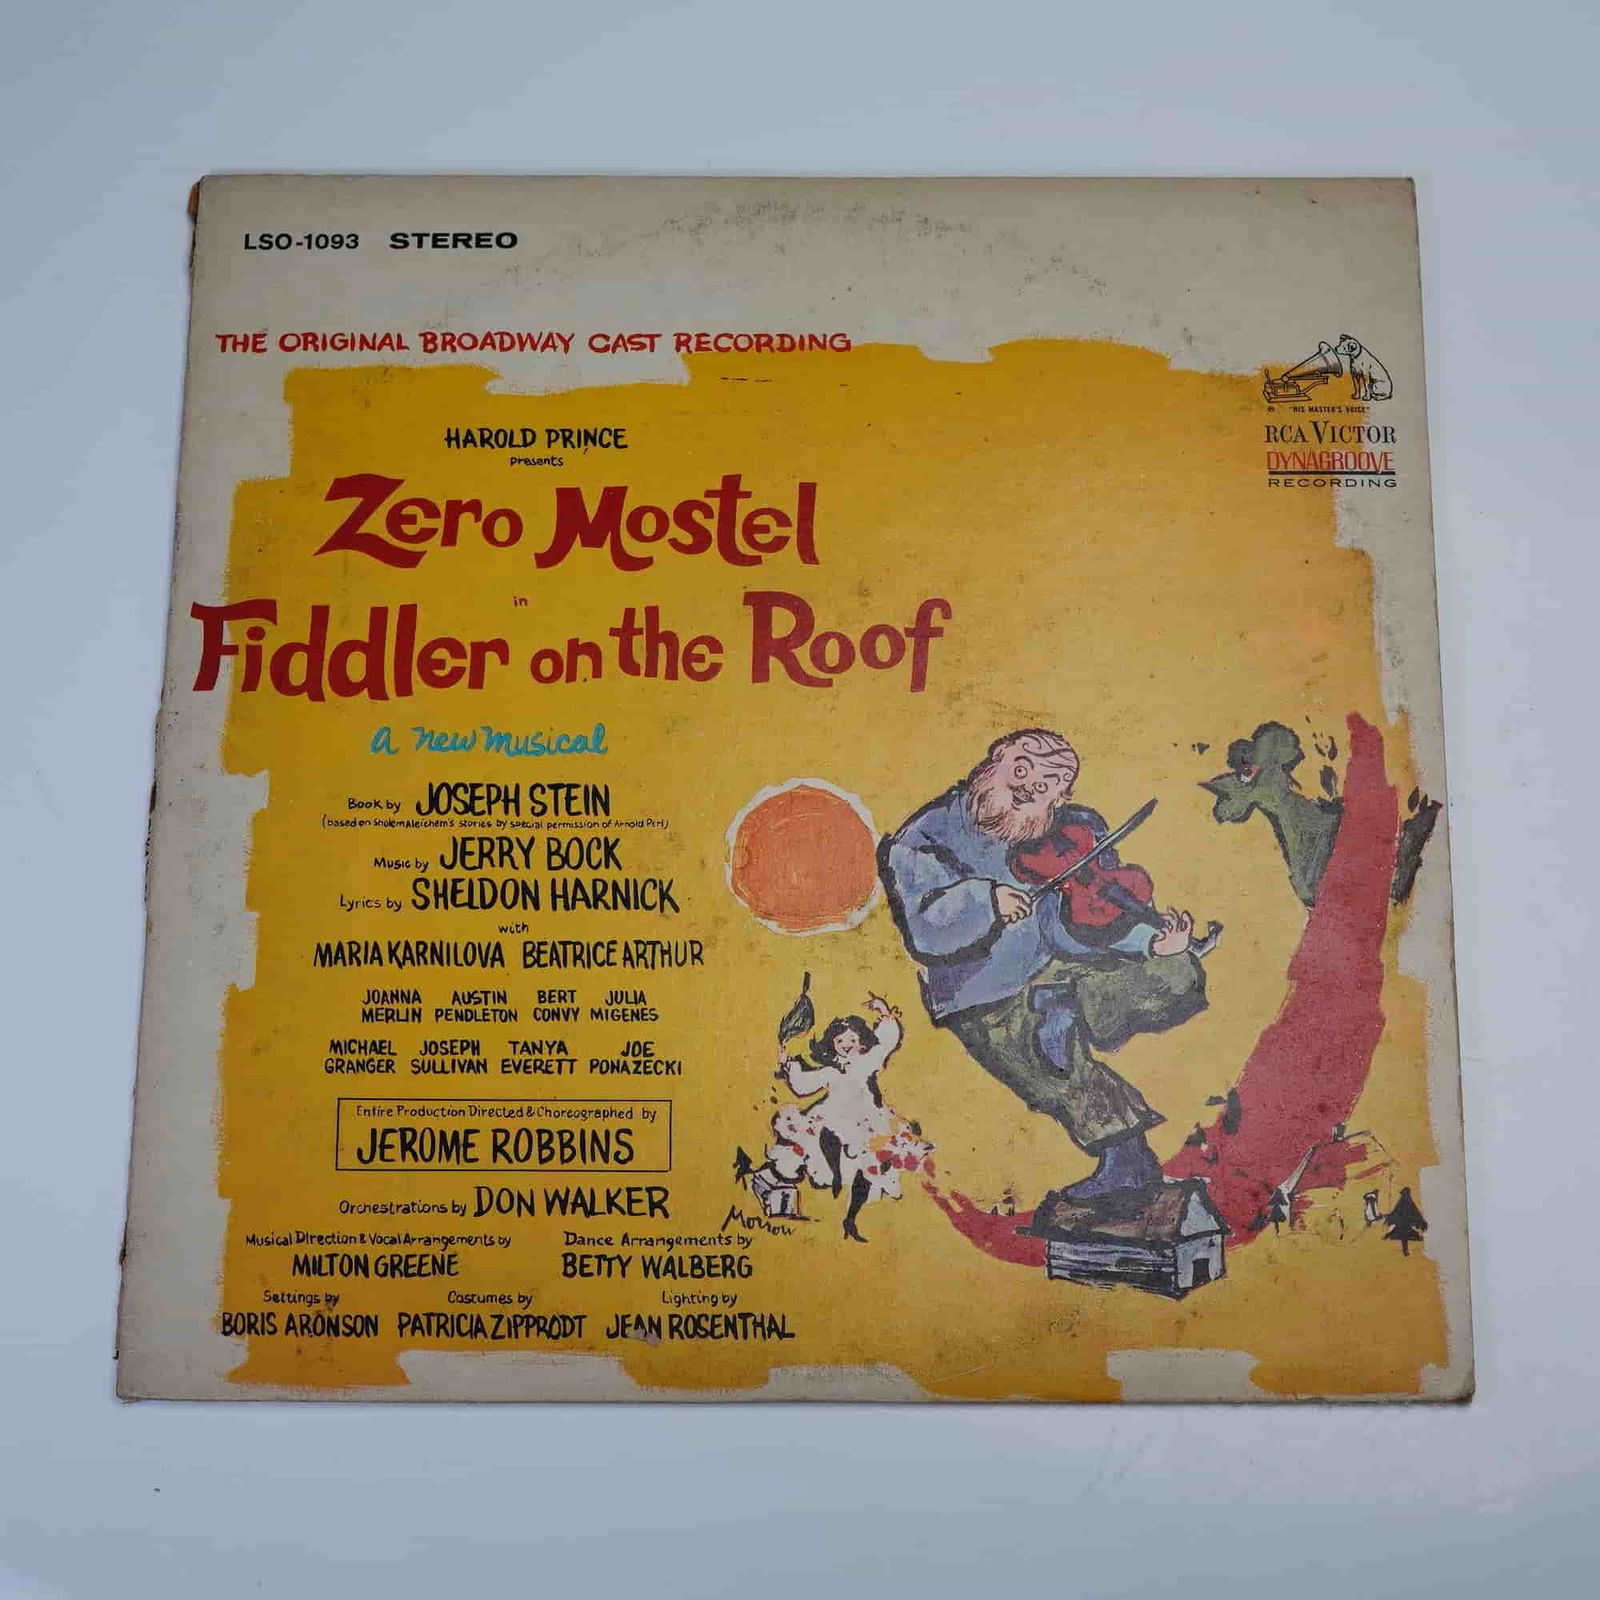 LSO-1093 STEREO
THE ORIGINAL BROADWAY CAST RECORDING
"HIS MASTER'S VOICE"
RCA VICTOR
DYNAGROOVE
RECORDING
HAROLD PRINCE
presents
Zero Mostel
in
Fiddler on the Roof
a new musical
Book by JOSEPH STEIN
(based on Sholem Aleichem's stories by special permission of Arnold Perl)
Music by JERRY BOCK
Lyrics by SHELDON HARNICK
with
MARIA KARNILOVA BEATRICE ARTHUR
JOANNA AUSTIN BERT JULIA
MERLIN PENDLETON CONVY MIGENES
MICHAEL JOSEPH TANYA JOE
GRANGER SULLIVAN EVERETT PONAZECKI
Entire Production Directed & Choreographed by
JEROME ROBBINS
Orchestrations by DON WALKER
Musical Direction & Vocal Arrangements by Dance Arrangements by
MILTON GREENE BETTY WALBERG
Settings by Costumes by Lighting by
BORIS ARONSON PATRICIA ZIPPRODT JEAN ROSENTHAL
Morrow